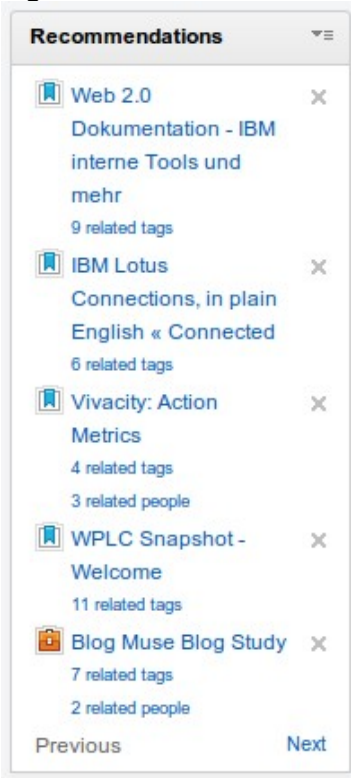 Recommendations
Web 2.0
Dokumentation - IBM
interne Tools und
mehr
9 related tags
IBM Lotus
Connections, in plain
English « Connected
6 related tags
Vivacity: Action
Metrics
4 related tags
3 related people
WPLC Snapshot -
Welcome
11 related tags
Blog Muse Blog Study
7 related tags
2 related people
Previous Next